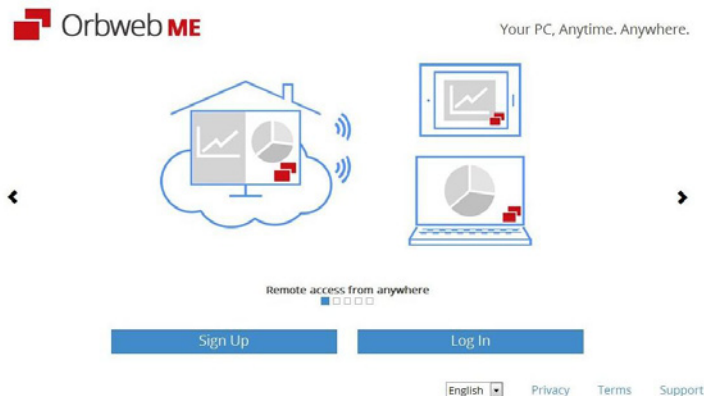 Orbweb ME
Your PC, Anytime. Anywhere.
Remote access from anywhere
Sign Up
Log In
English
Privacy
Terms
Support